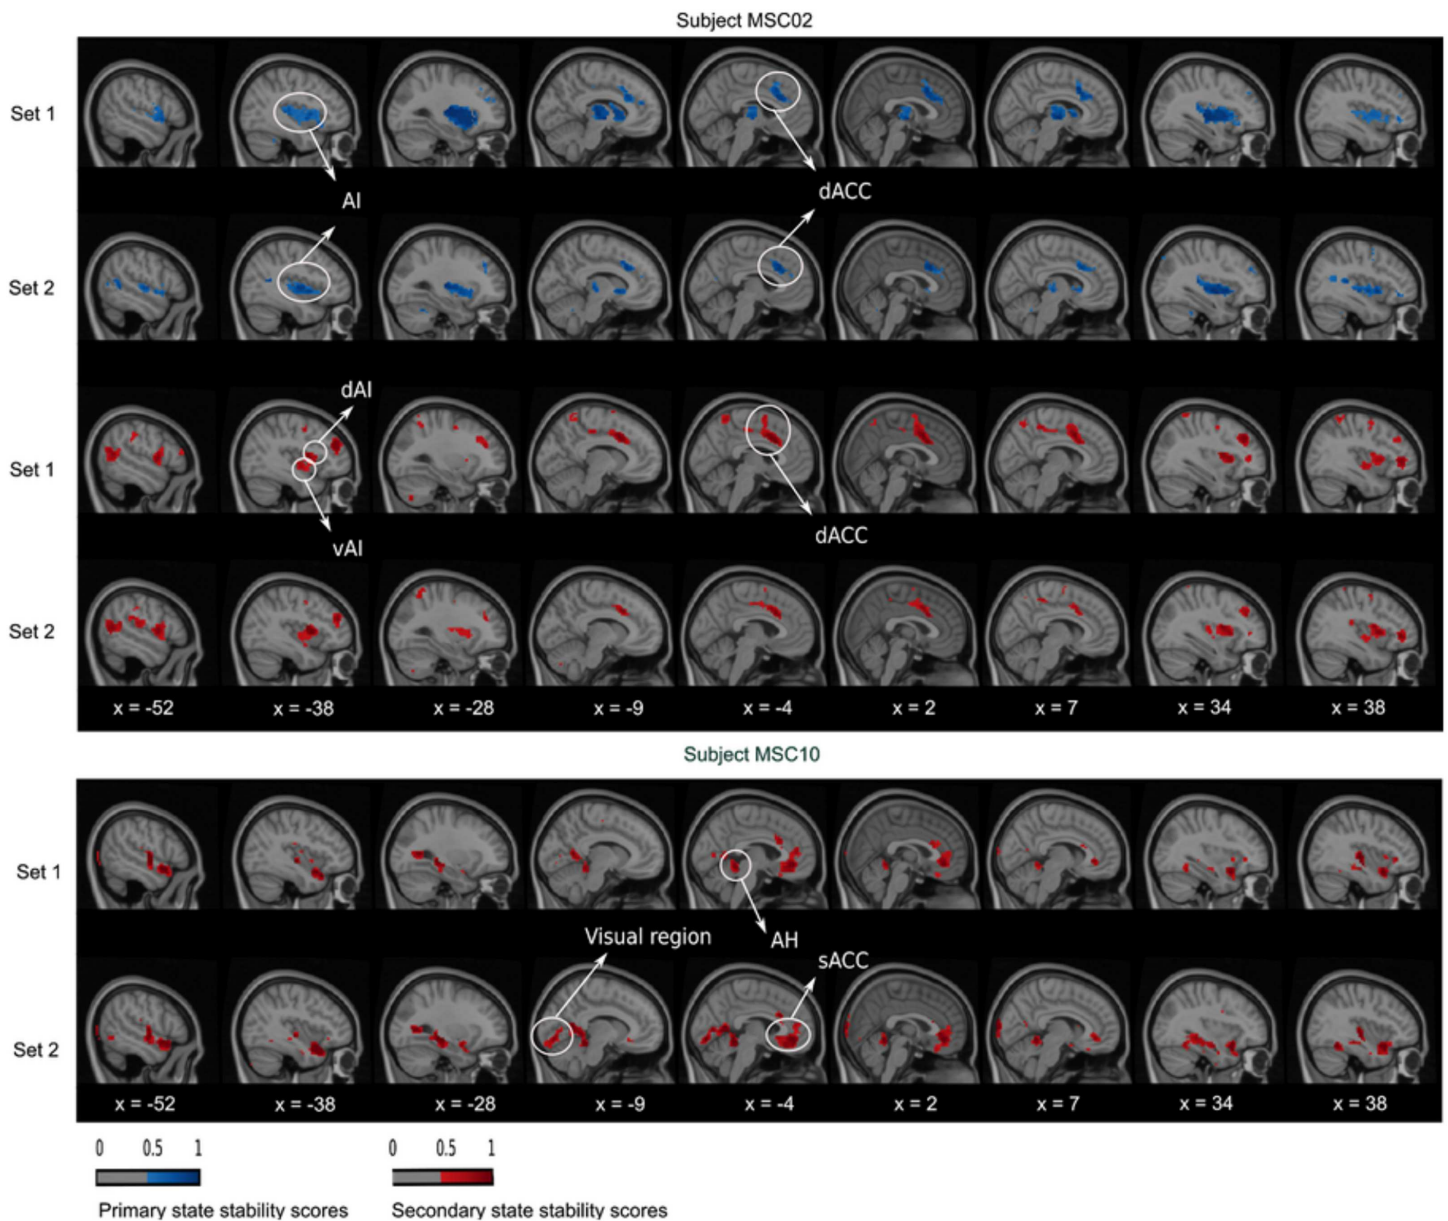 Subject MSC02
Set 1
AI
dACC
Set 2
dAI
Set 1
dACC
vAI
Set 2
x = -52 x = -38 x = -28 x = -9 x = -4 x = 2 x = 7 x = 34 x = 38
Subject MSC10
Set 1
Visual region
AH
sACC
Set 2
x = -52 x = -38 x = -28 x = -9 x = -4 x = 2 x = 7 x = 34 x = 38
0 0.5 1 0 0.5 1
Primary state stability scores Secondary state stability scores